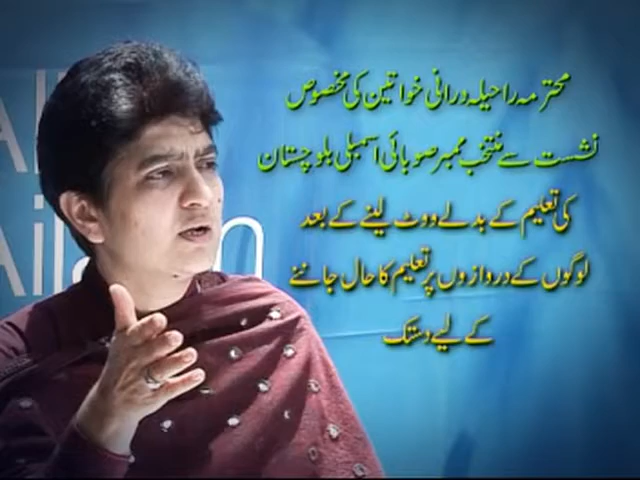 محترمہ راحیلہ درانی خواتین کی مخصوص
نشست سے منتخب ممبر صوبائی اسمبلی بلوچستان
کی تعلیم کے بدلے ووٹ لینے کے بعد
لوگوں کے دروازوں پر تعلیم کا حال جاننے
کے لیے دستک